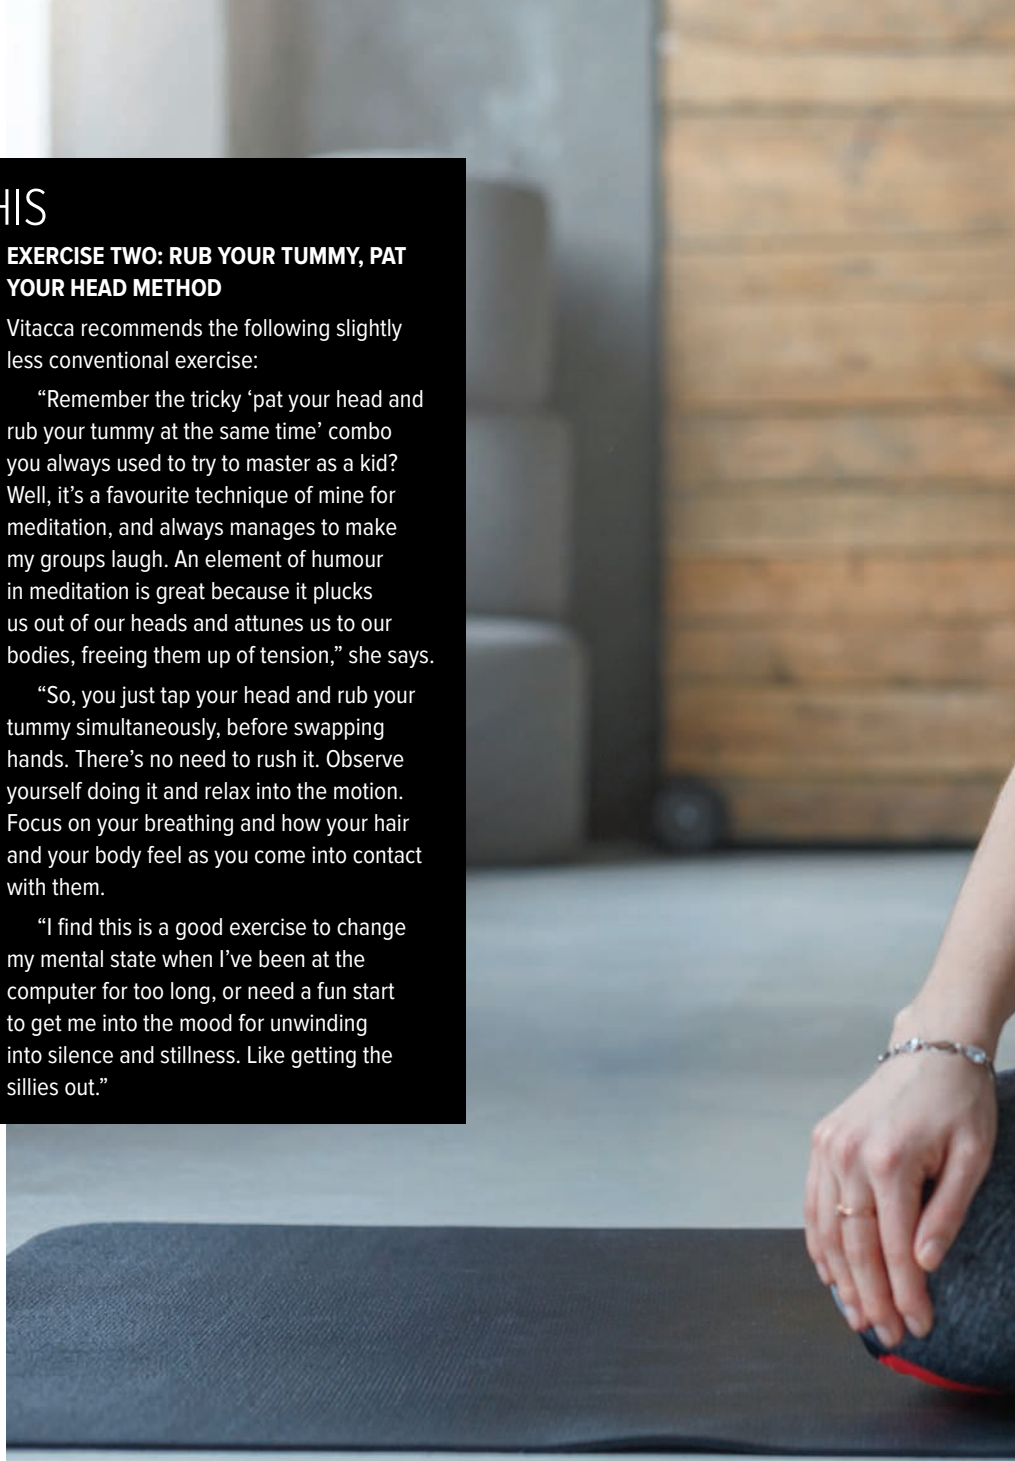 HIS
EXERCISE TWO: RUB YOUR TUMMY, PAT
YOUR HEAD METHOD
Vitacca recommends the following slightly
less conventional exercise:
“Remember the tricky ‘pat your head and
rub your tummy at the same time’ combo
you always used to try to master as a kid?
Well, it’s a favourite technique of mine for
meditation, and always manages to make
my groups laugh. An element of humour
in meditation is great because it plucks
us out of our heads and attunes us to our
bodies, freeing them up of tension,” she says.
“So, you just tap your head and rub your
tummy simultaneously, before swapping
hands. There’s no need to rush it. Observe
yourself doing it and relax into the motion.
Focus on your breathing and how your hair
and your body feel as you come into contact
with them.
“I find this is a good exercise to change
my mental state when I’ve been at the
computer for too long, or need a fun start
to get me into the mood for unwinding
into silence and stillness. Like getting the
sillies out.”